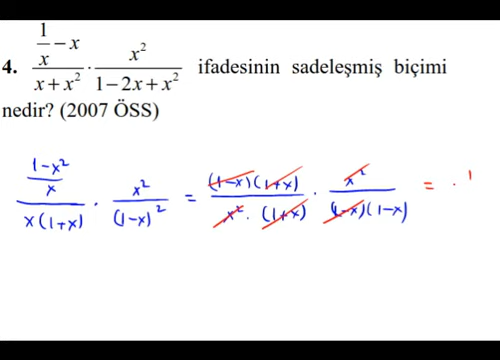 4. (1/x − x)/(x + x²) · x²/(1 − 2x + x²) ifadesinin sadeleşmiş biçimi
nedir? (2007 ÖSS)
((1−x²)/x)/(x(1+x)) · x²/(1−x)² = ((1−x)(1+x))/(x² · (1+x)) · x²/((1−x)(1−x)) = · 1